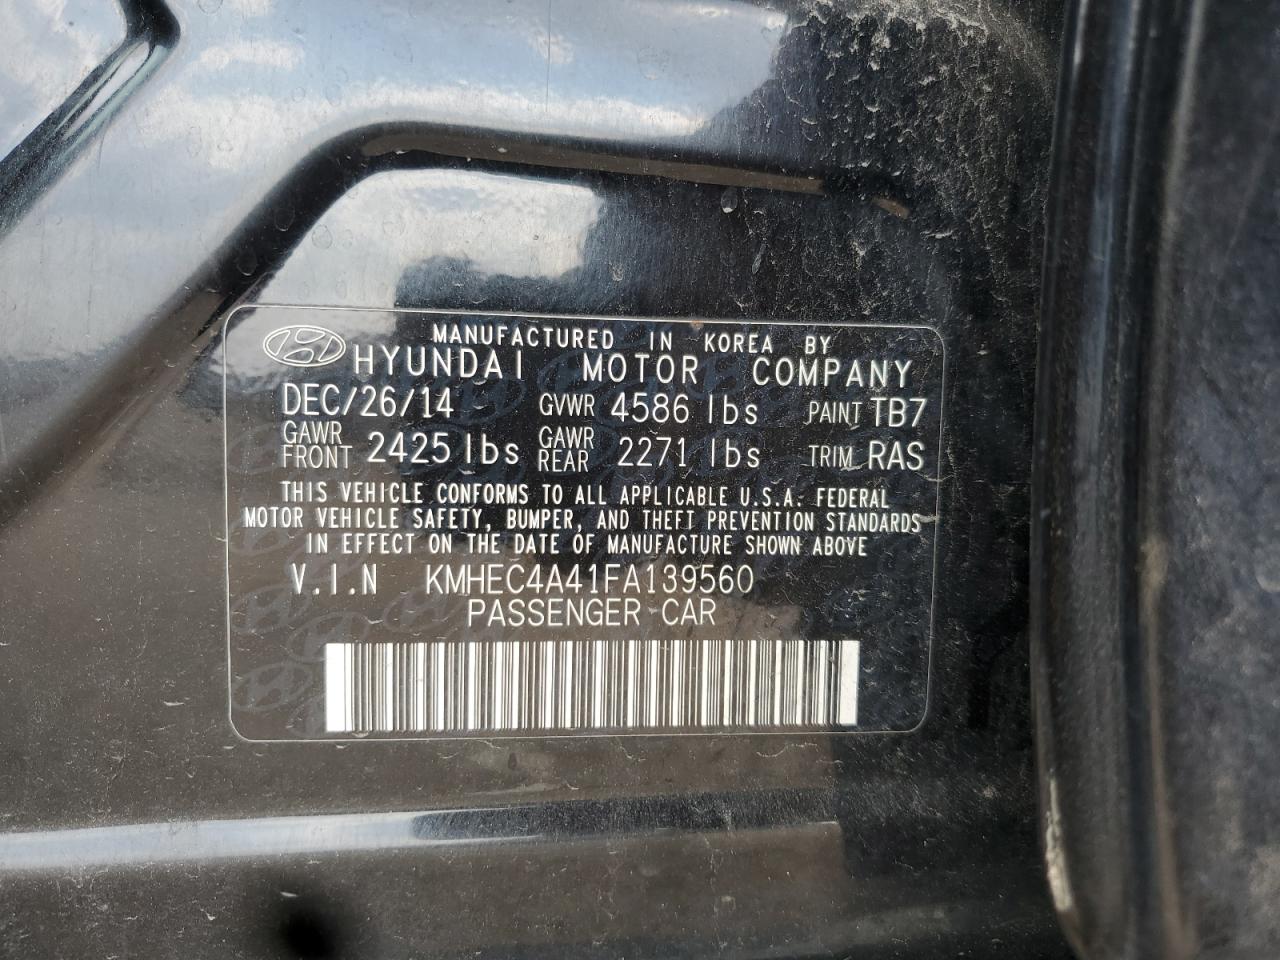 MANUFACTURED IN KOREA BY
HYUNDAI MOTOR COMPANY
DEC/26/14 GVWR 4586 lbs PAINT TB7
GAWR FRONT 2425 lbs GAWR REAR 2271 lbs TRIM RAS
THIS VEHICLE CONFORMS TO ALL APPLICABLE U.S.A. FEDERAL
MOTOR VEHICLE SAFETY, BUMPER, AND THEFT PREVENTION STANDARDS
IN EFFECT ON THE DATE OF MANUFACTURE SHOWN ABOVE
V.I.N KMHEC4A41FA139560
PASSENGER CAR